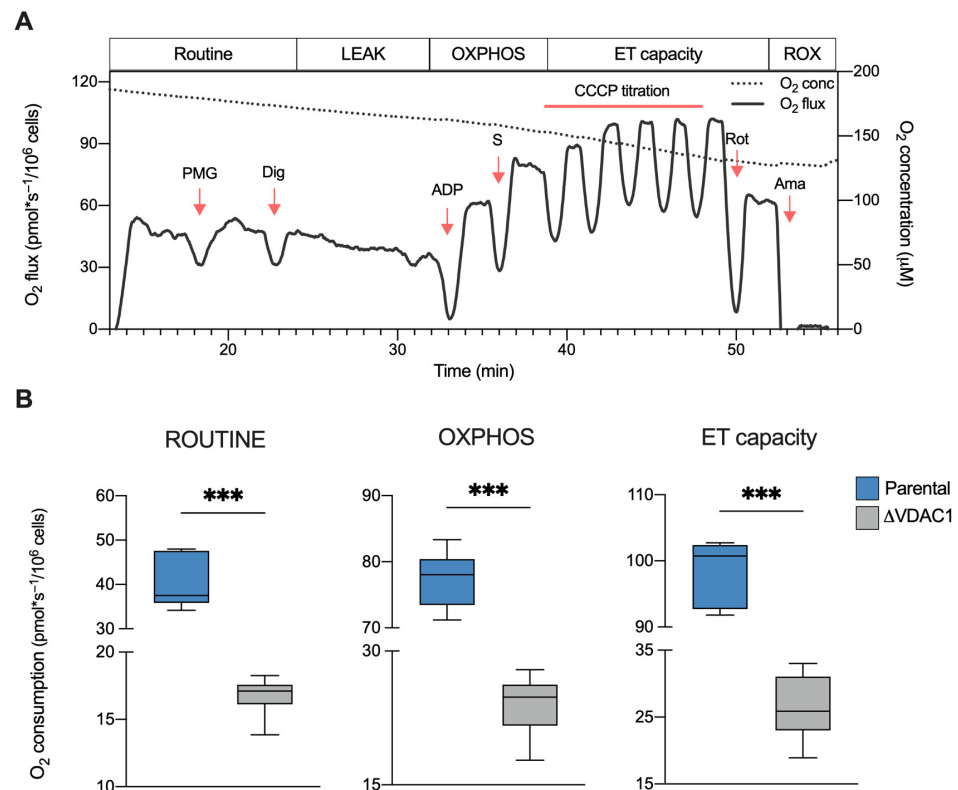 A
Routine LEAK OXPHOS ET capacity ROX
120 200
CCCP titration
O2 conc
O2 flux
90 150
S Rot
PMG Dig ADP Ama
60 100
30 50
0 0
20 30 40 50
Time (min)
O2 flux (pmol*s−1/10⁶ cells)
O2 concentration (μM)
B
ROUTINE OXPHOS ET capacity
Parental
ΔVDAC1
O2 consumption (pmol*s−1/10⁶ cells)
60 90 110
*** *** ***
50
80 100
40
30 70 90
20 30 35
15 25
10 15 15